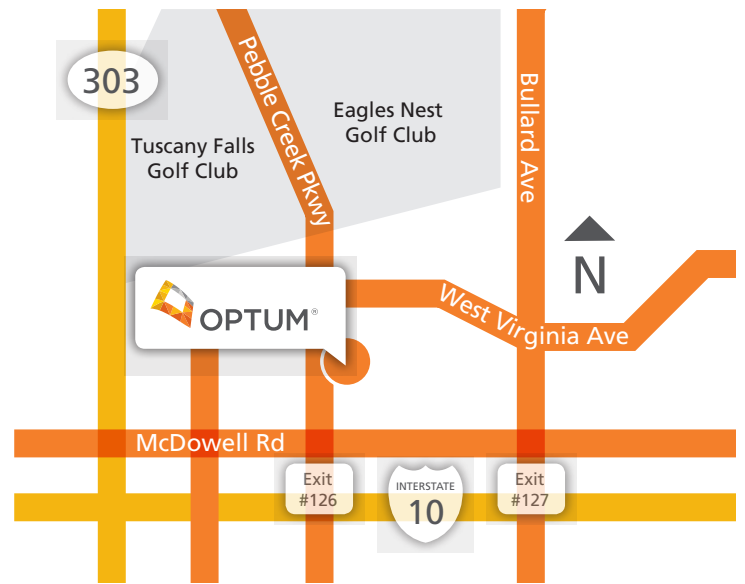 303
Pebble Creek Pkwy
Bullard Ave
Eagles Nest
Golf Club
Tuscany Falls
Golf Club
N
OPTUM®
West Virginia Ave
McDowell Rd
Exit
#126
INTERSTATE
10
Exit
#127